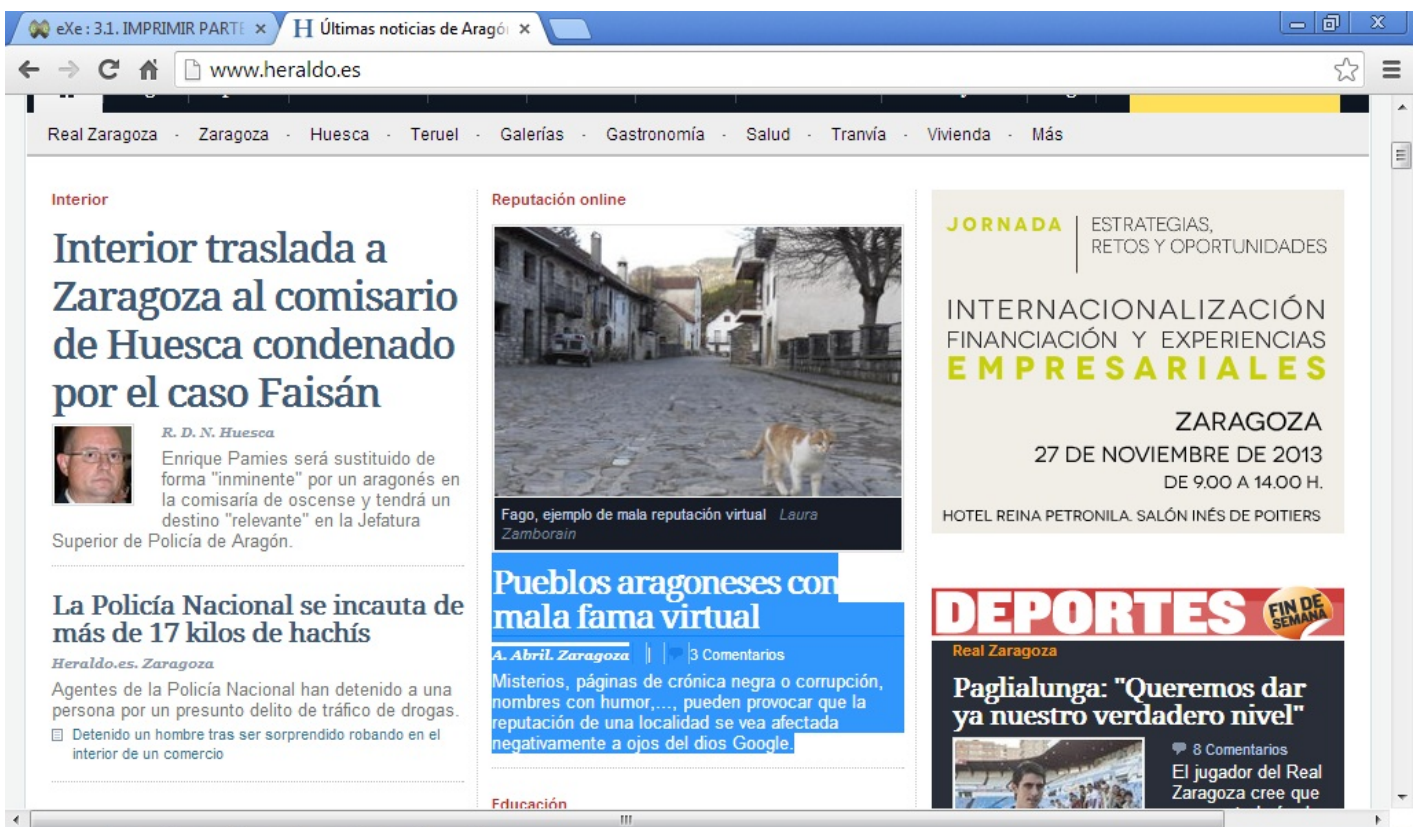 eXe : 3.1. IMPRIMIR PARTE
H Últimas noticias de Aragó
www.heraldo.es
Real Zaragoza · Zaragoza · Huesca · Teruel · Galerías · Gastronomía · Salud · Tranvía · Vivienda · Más
Interior
Interior traslada a
Zaragoza al comisario
de Huesca condenado
por el caso Faisán
R. D. N. Huesca
Enrique Pamies será sustituido de
forma "inminente" por un aragonés en
la comisaría de oscense y tendrá un
destino "relevante" en la Jefatura
Superior de Policía de Aragón.
La Policía Nacional se incauta de
más de 17 kilos de hachís
Heraldo.es. Zaragoza
Agentes de la Policía Nacional han detenido a una
persona por un presunto delito de tráfico de drogas.
Detenido un hombre tras ser sorprendido robando en el
interior de un comercio
Reputación online
Fago, ejemplo de mala reputación virtual Laura
Zamborain
Pueblos aragoneses con
mala fama virtual
A. Abril. Zaragoza | | 3 Comentarios
Misterios, páginas de crónica negra o corrupción,
nombres con humor,..., pueden provocar que la
reputación de una localidad se vea afectada
negativamente a ojos del dios Google.
Educación
JORNADA | ESTRATEGIAS,
RETOS Y OPORTUNIDADES
INTERNACIONALIZACIÓN
FINANCIACIÓN Y EXPERIENCIAS
EMPRESARIALES
ZARAGOZA
27 DE NOVIEMBRE DE 2013
DE 9.00 A 14.00 H.
HOTEL REINA PETRONILA. SALÓN INÉS DE POITIERS
DEPORTES FIN DE
SEMANA
Real Zaragoza
Paglialunga: "Queremos dar
ya nuestro verdadero nivel"
8 Comentarios
El jugador del Real
Zaragoza cree que